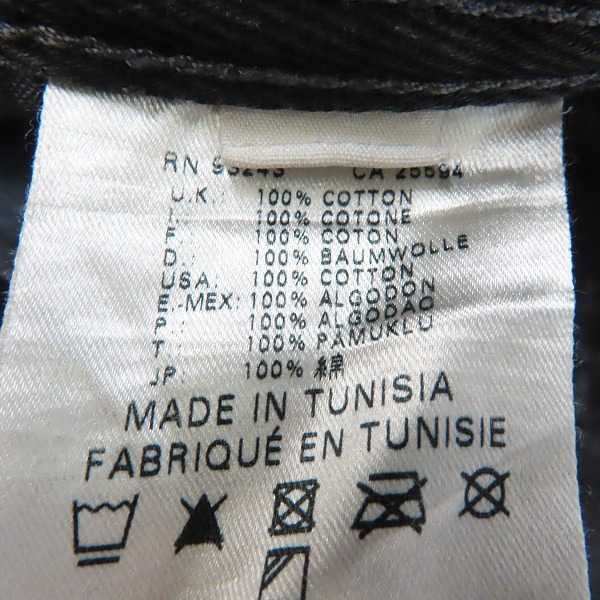 RN 93243 CA 25594
U.K.: 100% COTTON
I.: 100% COTONE
F.: 100% COTON
D.: 100% BAUMWOLLE
USA: 100% COTTON
E.-MEX: 100% ALGODON
P.: 100% ALGODAO
T.: 100% PAMUKLU
JP: 100% 綿
MADE IN TUNISIA
FABRIQUÉ EN TUNISIE